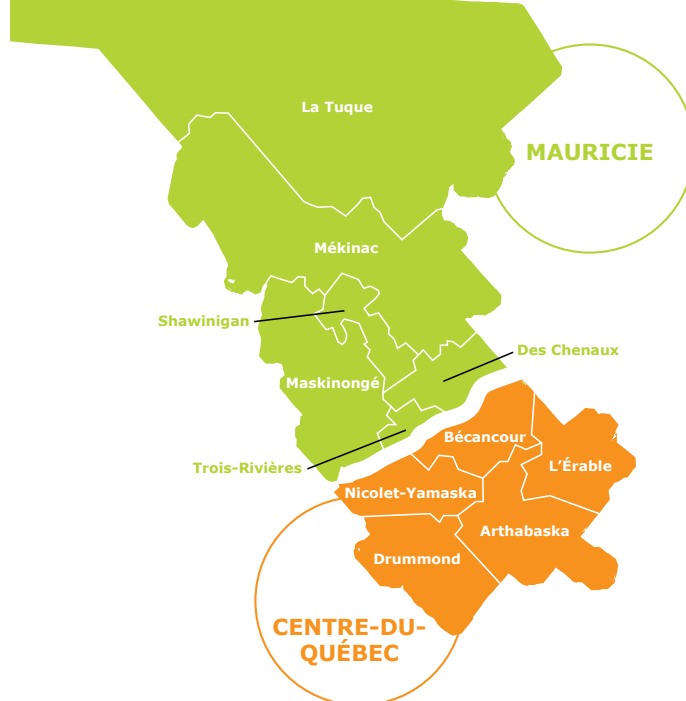 La Tuque
MAURICIE
Mékinac
Shawinigan
Des Chenaux
Maskinongé
Bécancour
L'Érable
Trois-Rivières
Nicolet-Yamaska
Arthabaska
Drummond
CENTRE-DU-
QUÉBEC